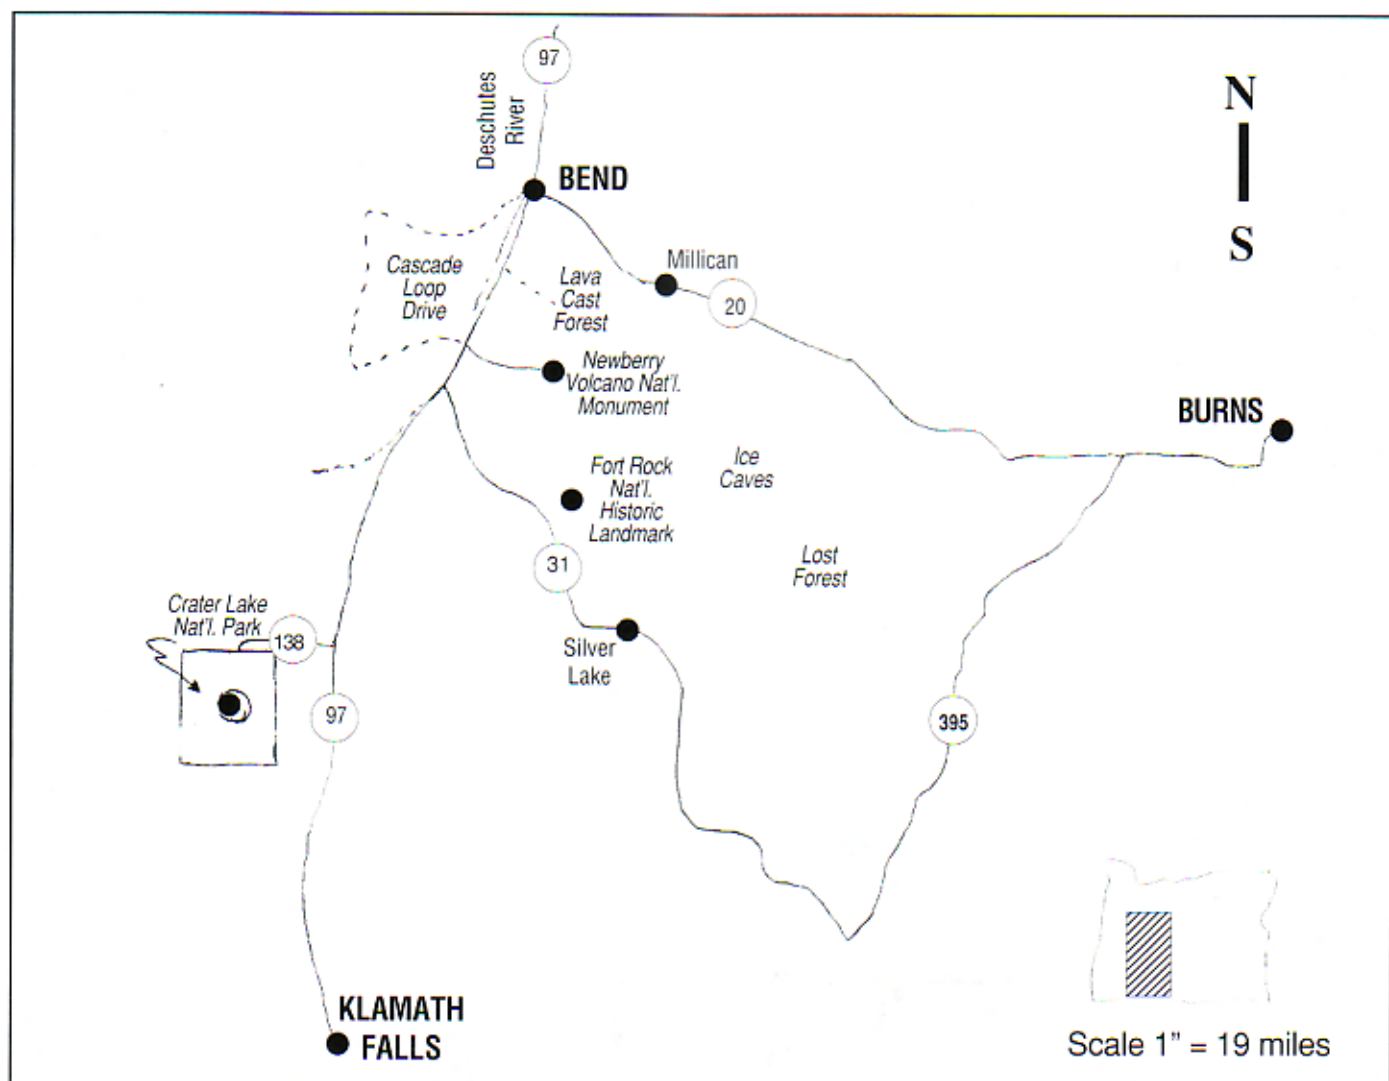 97
Deschutes
River
N
S
BEND
Millican
20
Cascade
Loop
Drive
Lava
Cast
Forest
Newberry
Volcano Nat'l.
Monument
BURNS
Ice
Caves
Fort Rock
Nat'l.
Historic
Landmark
31
Lost
Forest
Crater Lake
Nat'l. Park
138
Silver
Lake
97
395
KLAMATH
FALLS
Scale 1" = 19 miles